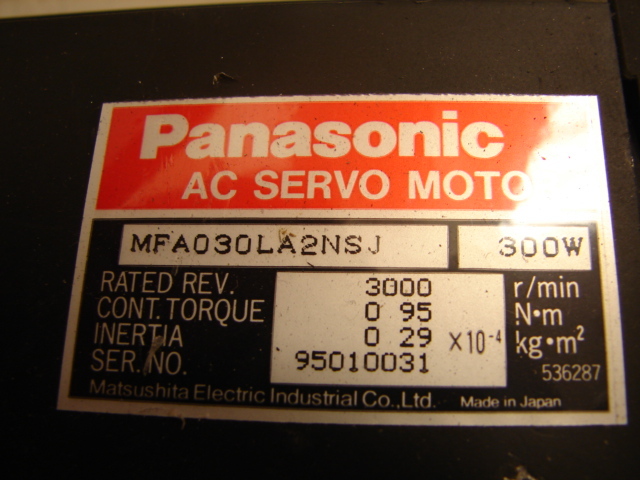 Panasonic
AC SERVO MOTO
MFA030LA2NSJ 300W
RATED REV. 3000 r/min
CONT. TORQUE 0 95 N•m
INERTIA 0 29 ×10⁻⁴ kg•m²
SER. NO. 95010031
536287
Matsushita Electric Industrial Co.,Ltd. Made in Japan